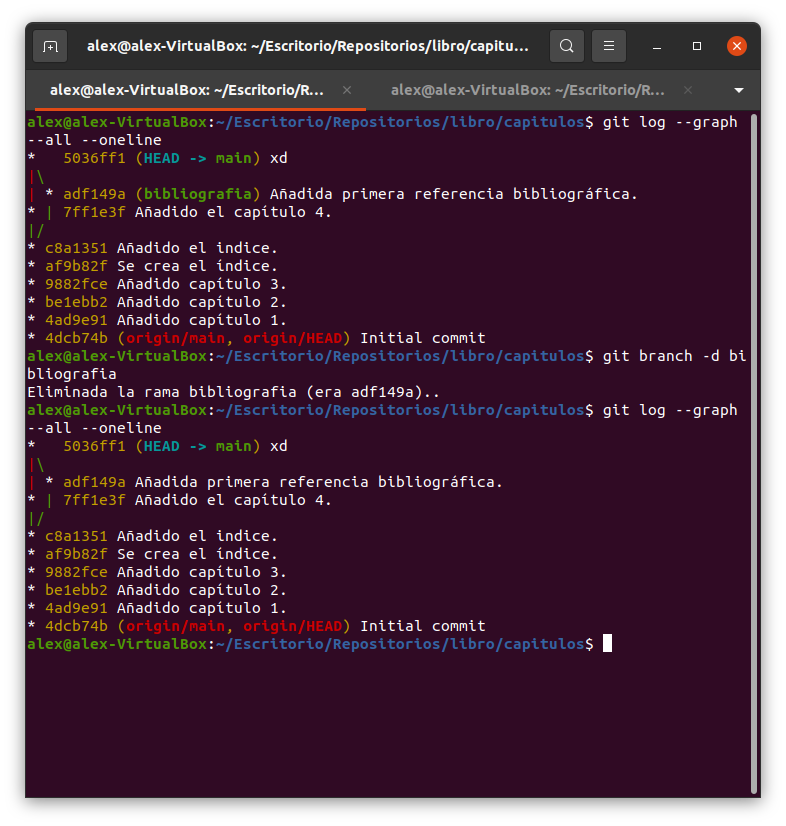 alex@alex-VirtualBox: ~/Escritorio/Repositorios/libro/capitu...
alex@alex-VirtualBox: ~/Escritorio/R... × alex@alex-VirtualBox: ~/Escritorio/R... ×
alex@alex-VirtualBox:~/Escritorio/Repositorios/libro/capitulos$ git log --graph
--all --oneline
*   5036ff1 (HEAD -> main) xd
|\
| * adf149a (bibliografia) Añadida primera referencia bibliográfica.
* | 7ff1e3f Añadido el capítulo 4.
|/
* c8a1351 Añadido el indice.
* af9b82f Se crea el índice.
* 9882fce Añadido capítulo 3.
* be1ebb2 Añadido capítulo 2.
* 4ad9e91 Añadido capítulo 1.
* 4dcb74b (origin/main, origin/HEAD) Initial commit
alex@alex-VirtualBox:~/Escritorio/Repositorios/libro/capitulos$ git branch -d bi
bliografia
Eliminada la rama bibliografia (era adf149a)..
alex@alex-VirtualBox:~/Escritorio/Repositorios/libro/capitulos$ git log --graph
--all --oneline
*   5036ff1 (HEAD -> main) xd
|\
| * adf149a Añadida primera referencia bibliográfica.
* | 7ff1e3f Añadido el capítulo 4.
|/
* c8a1351 Añadido el indice.
* af9b82f Se crea el índice.
* 9882fce Añadido capítulo 3.
* be1ebb2 Añadido capítulo 2.
* 4ad9e91 Añadido capítulo 1.
* 4dcb74b (origin/main, origin/HEAD) Initial commit
alex@alex-VirtualBox:~/Escritorio/Repositorios/libro/capitulos$